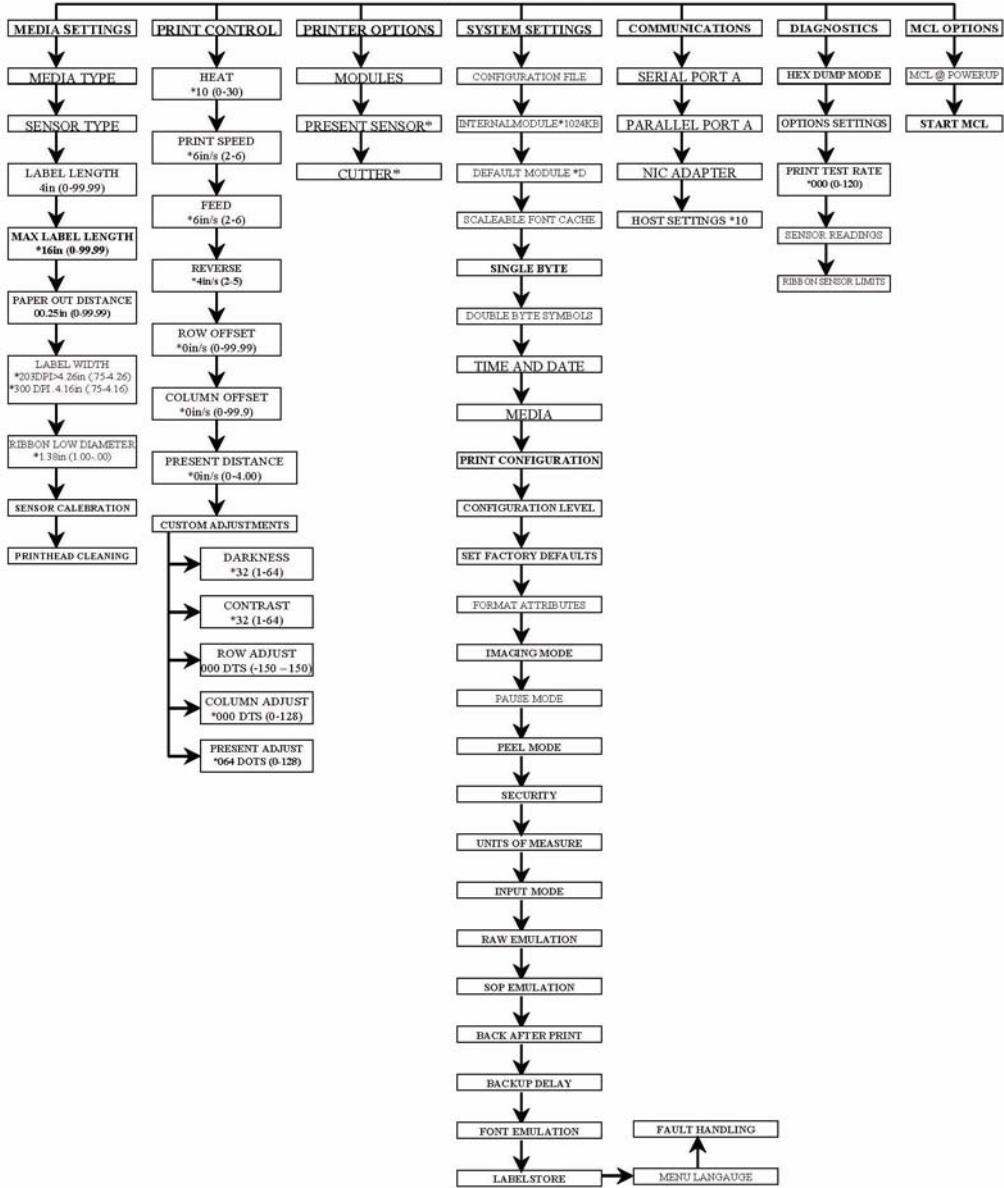 MEDIA SETTINGS
MEDIA TYPE
SENSOR TYPE
LABEL LENGTH
4in (0-99.99)
MAX LABEL LENGTH
*16in (0-99.99)
PAPER OUT DISTANCE
00.25in (0-99.99)
LABEL WIDTH
*203DPI>4.26in (.75-4.26)
*300 DPI . 4.16in (.75-4.16)
RIBBON LOW DIAMETER
*1.38in (1.00-.00)
SENSOR CALEBRATION
PRINTHEAD CLEANING
PRINT CONTROL
HEAT
*10 (0-30)
PRINT SPEED
*6in/s (2-6)
FEED
*6in/s (2-6)
REVERSE
*4in/s (2-5)
ROW OFFSET
*0in/s (0-99.99)
COLUMN OFFSET
*0in/s (0-99.9)
PRESENT DISTANCE
*0in/s (0-4.00)
CUSTOM ADJUSTMENTS
DARKNESS
*32 (1-64)
CONTRAST
*32 (1-64)
ROW ADJUST
000 DTS (-150 – 150)
COLUMN ADJUST
*000 DTS (0-128)
PRESENT ADJUST
*064 DOTS (0-128)
PRINTER OPTIONS
MODULES
PRESENT SENSOR*
CUTTER*
SYSTEM SETTINGS
CONFIGURATION FILE
INTERNALMODULE*1024KB
DEFAULT MODULE *D
SCALEABLE FONT CACHE
SINGLE BYTE
DOUBLE BYTE SYMBOLS
TIME AND DATE
MEDIA
PRINT CONFIGURATION
CONFIGURATION LEVEL
SET FACTORY DEFAULTS
FORMAT ATTRIBUTES
IMAGING MODE
PAUSE MODE
PEEL MODE
SECURITY
UNITS OF MEASURE
INPUT MODE
RAW EMULATION
SOP EMULATION
BACK AFTER PRINT
BACKUP DELAY
FONT EMULATION
LABELSTORE
MENU LANGAUGE
FAULT HANDLING
COMMUNICATIONS
SERIAL PORT A
PARALLEL PORT A
NIC ADAPTER
HOST SETTINGS *10
DIAGNOSTICS
HEX DUMP MODE
OPTIONS SETTINGS
PRINT TEST RATE
*000 (0-120)
SENSOR READINGS
RIBBON SENSOR LIMITS
MCL OPTIONS
MCL @ POWERUP
START MCL